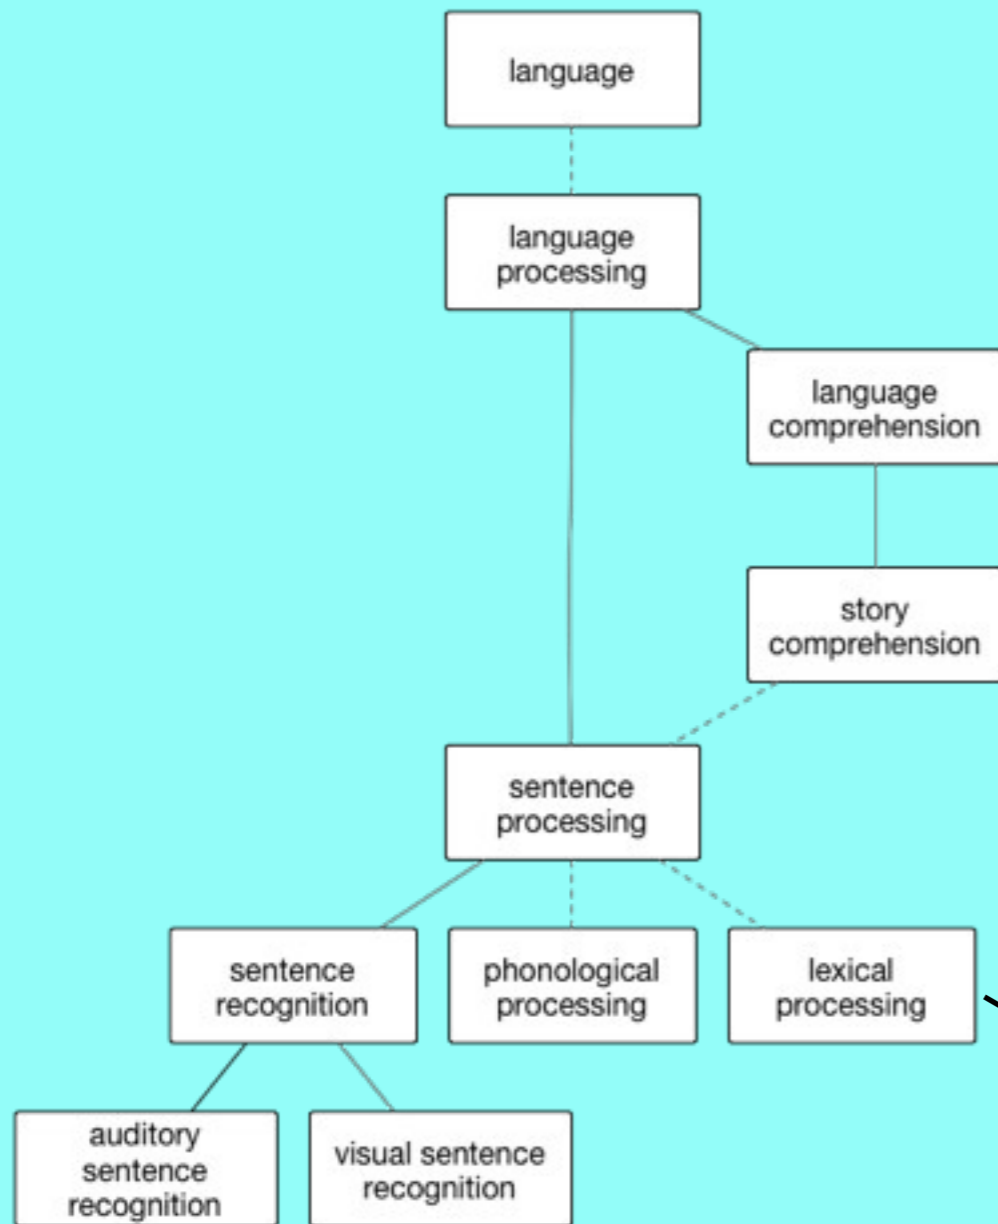 language
language
processing
language
comprehension
story
comprehension
sentence
processing
sentence
recognition
phonological
processing
lexical
processing
auditory
sentence
recognition
visual sentence
recognition